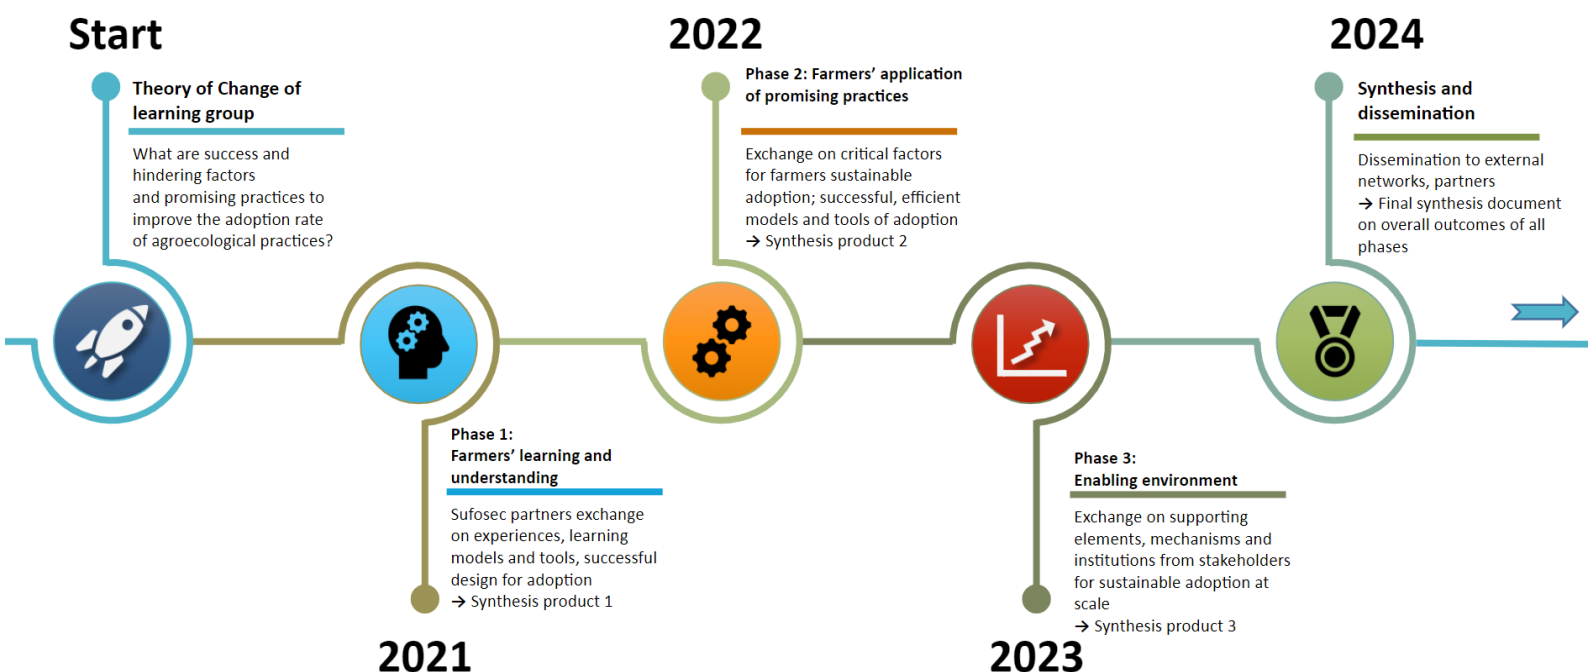 Start
Theory of Change of
learning group
What are success and
hindering factors
and promising practices to
improve the adoption rate
of agroecological practices?
Phase 1:
Farmers’ learning and
understanding
Sufosec partners exchange
on experiences, learning
models and tools, successful
design for adoption
→ Synthesis product 1
2021
2022
Phase 2: Farmers’ application
of promising practices
Exchange on critical factors
for farmers sustainable
adoption; successful, efficient
models and tools of adoption
→ Synthesis product 2
Phase 3:
Enabling environment
Exchange on supporting
elements, mechanisms and
institutions from stakeholders
for sustainable adoption at
scale
→ Synthesis product 3
2023
2024
Synthesis and
dissemination
Dissemination to external
networks, partners
→ Final synthesis document
on overall outcomes of all
phases